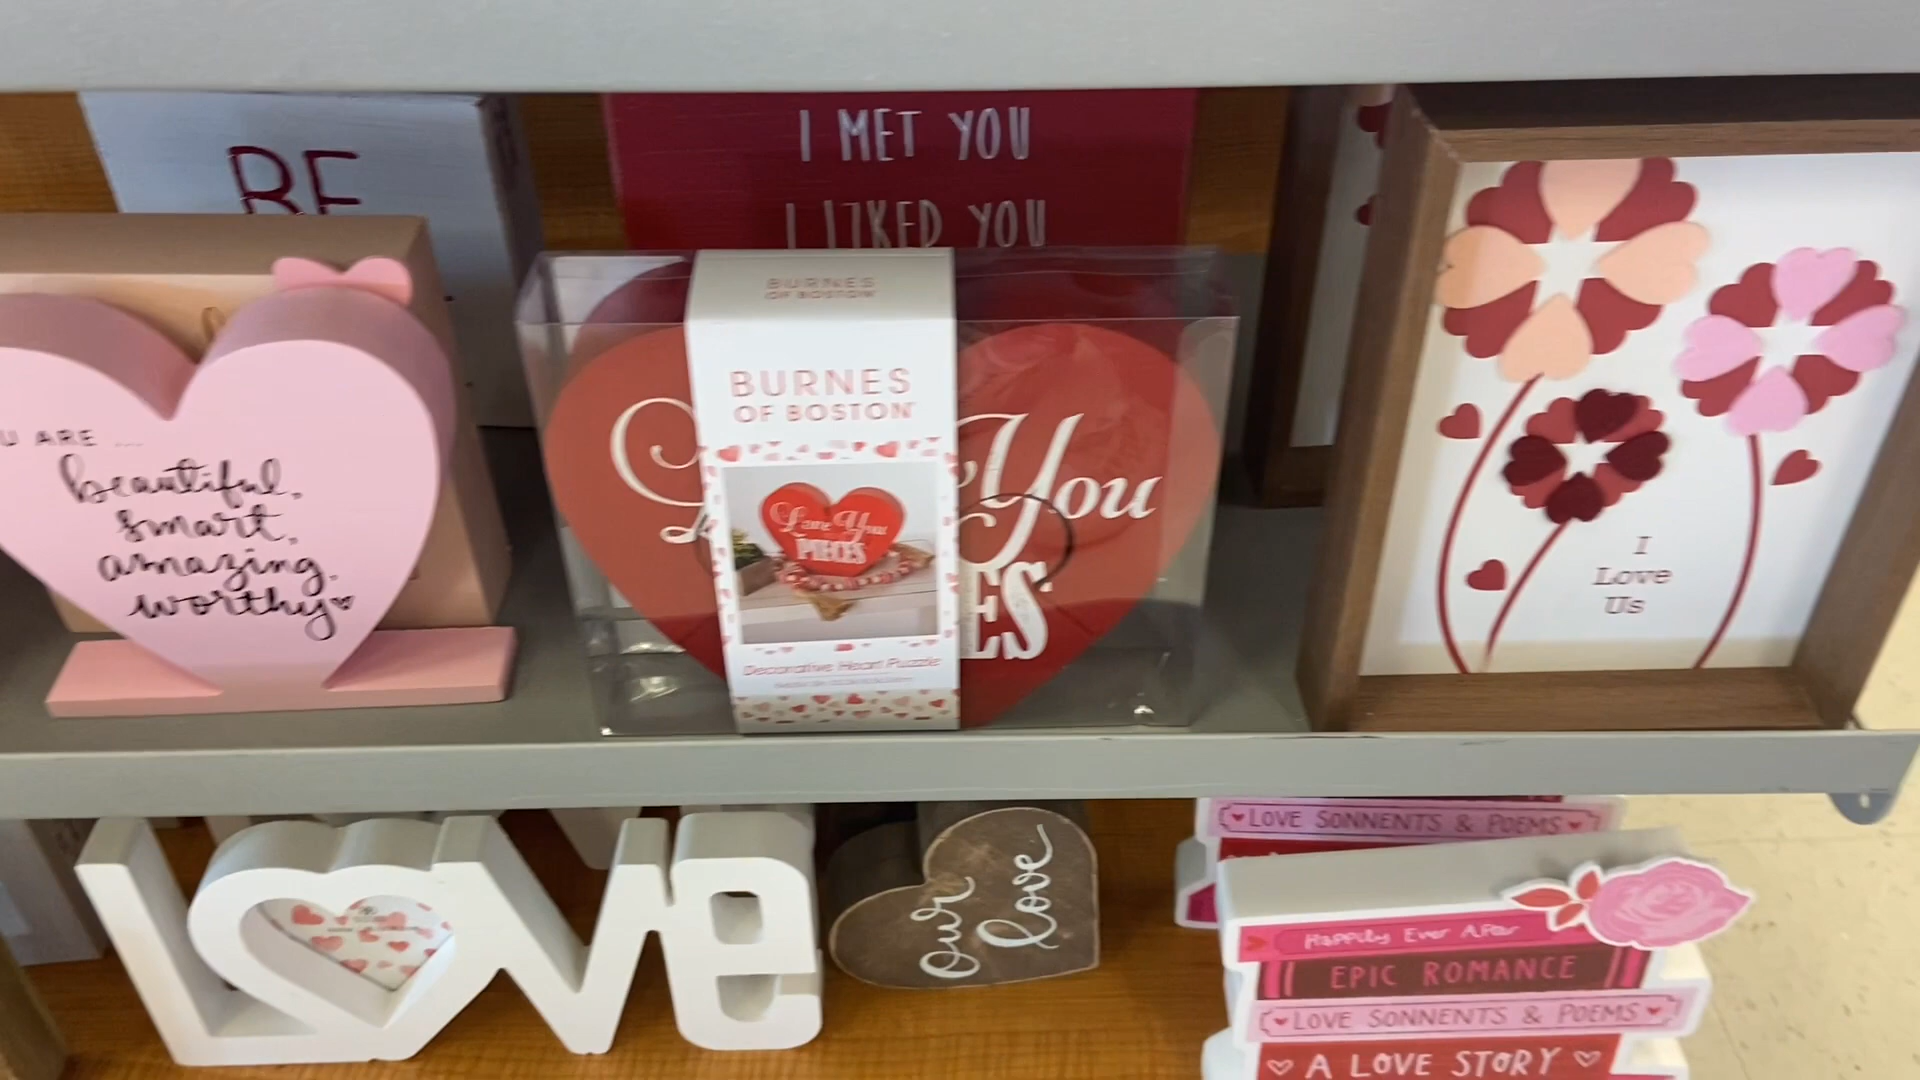 BE
I MET YOU
I LIKED YOU
BURNES
OF BOSTON
BURNES
OF BOSTON
You
ES
Love You
PIECES
Decorative Heart Puzzle
U ARE ...
beautiful.
smart.
amazing.
worthy
I
Love
Us
LOVE
our
love
LOVE SONNENTS & POEMS
Happily Ever After
EPIC ROMANCE
LOVE SONNENTS & POEMS
A LOVE STORY